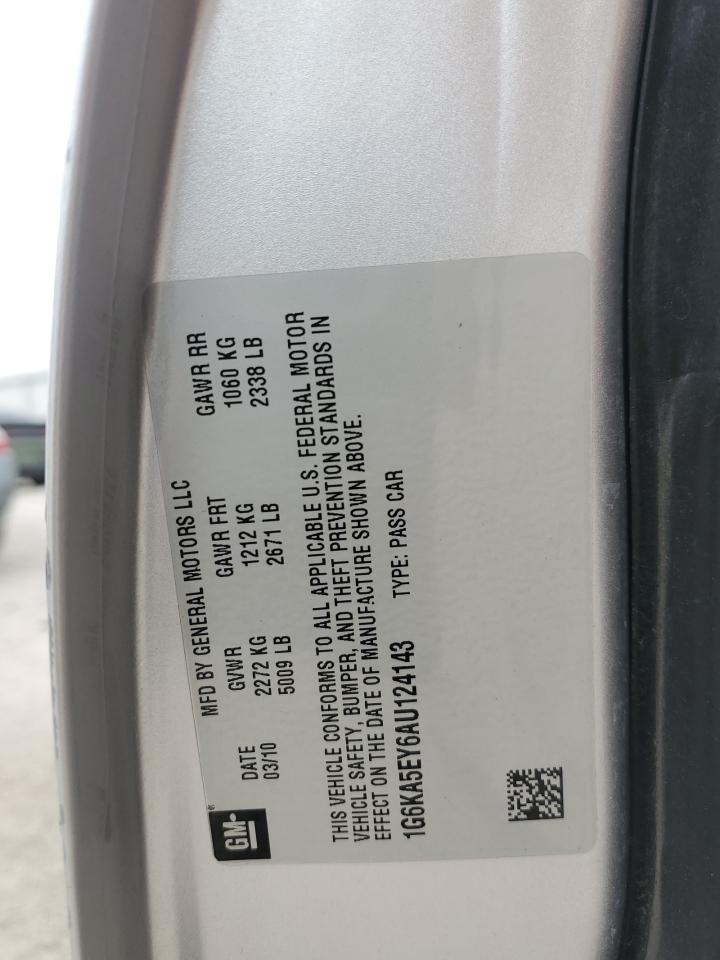 GM
MFD BY GENERAL MOTORS LLC
DATE GVWR GAWR FRT GAWR RR
03/10 2272 KG 1212 KG 1060 KG
5009 LB 2671 LB 2338 LB
THIS VEHICLE CONFORMS TO ALL APPLICABLE U.S. FEDERAL MOTOR
VEHICLE SAFETY, BUMPER, AND THEFT PREVENTION STANDARDS IN
EFFECT ON THE DATE OF MANUFACTURE SHOWN ABOVE.
1G6KA5EY6AU124143 TYPE: PASS CAR